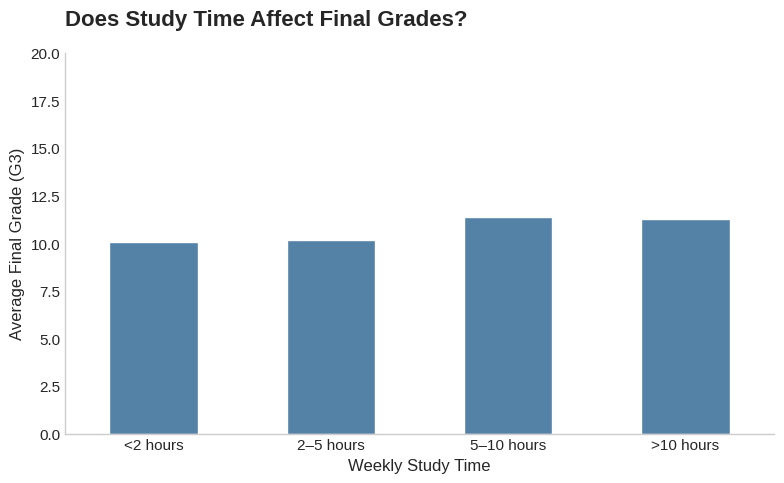 Does Study Time Affect Final Grades?
Average Final Grade (G3)
20.0
17.5
15.0
12.5
10.0
7.5
5.0
2.5
0.0
<2 hours
2–5 hours
5–10 hours
>10 hours
Weekly Study Time